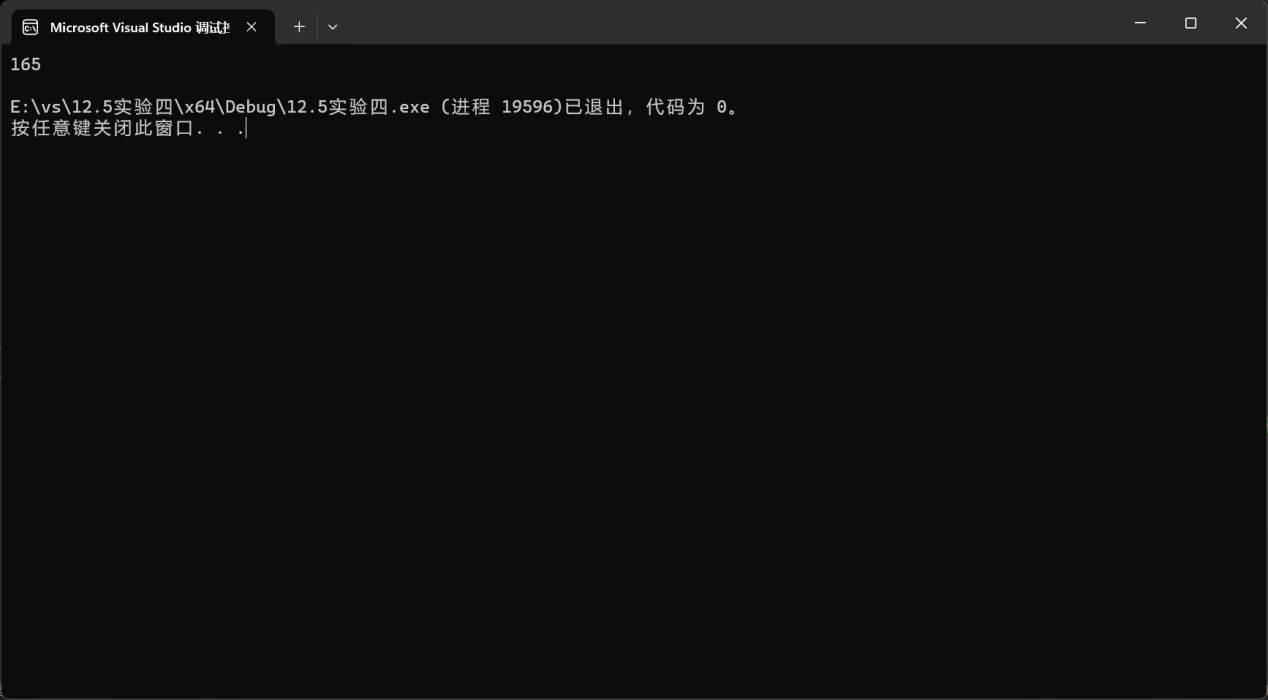 Microsoft Visual Studio 调试
165
E:\vs\12.5实验四\x64\Debug\12.5实验四.exe (进程 19596)已退出，代码为 0。
按任意键关闭此窗口. . .